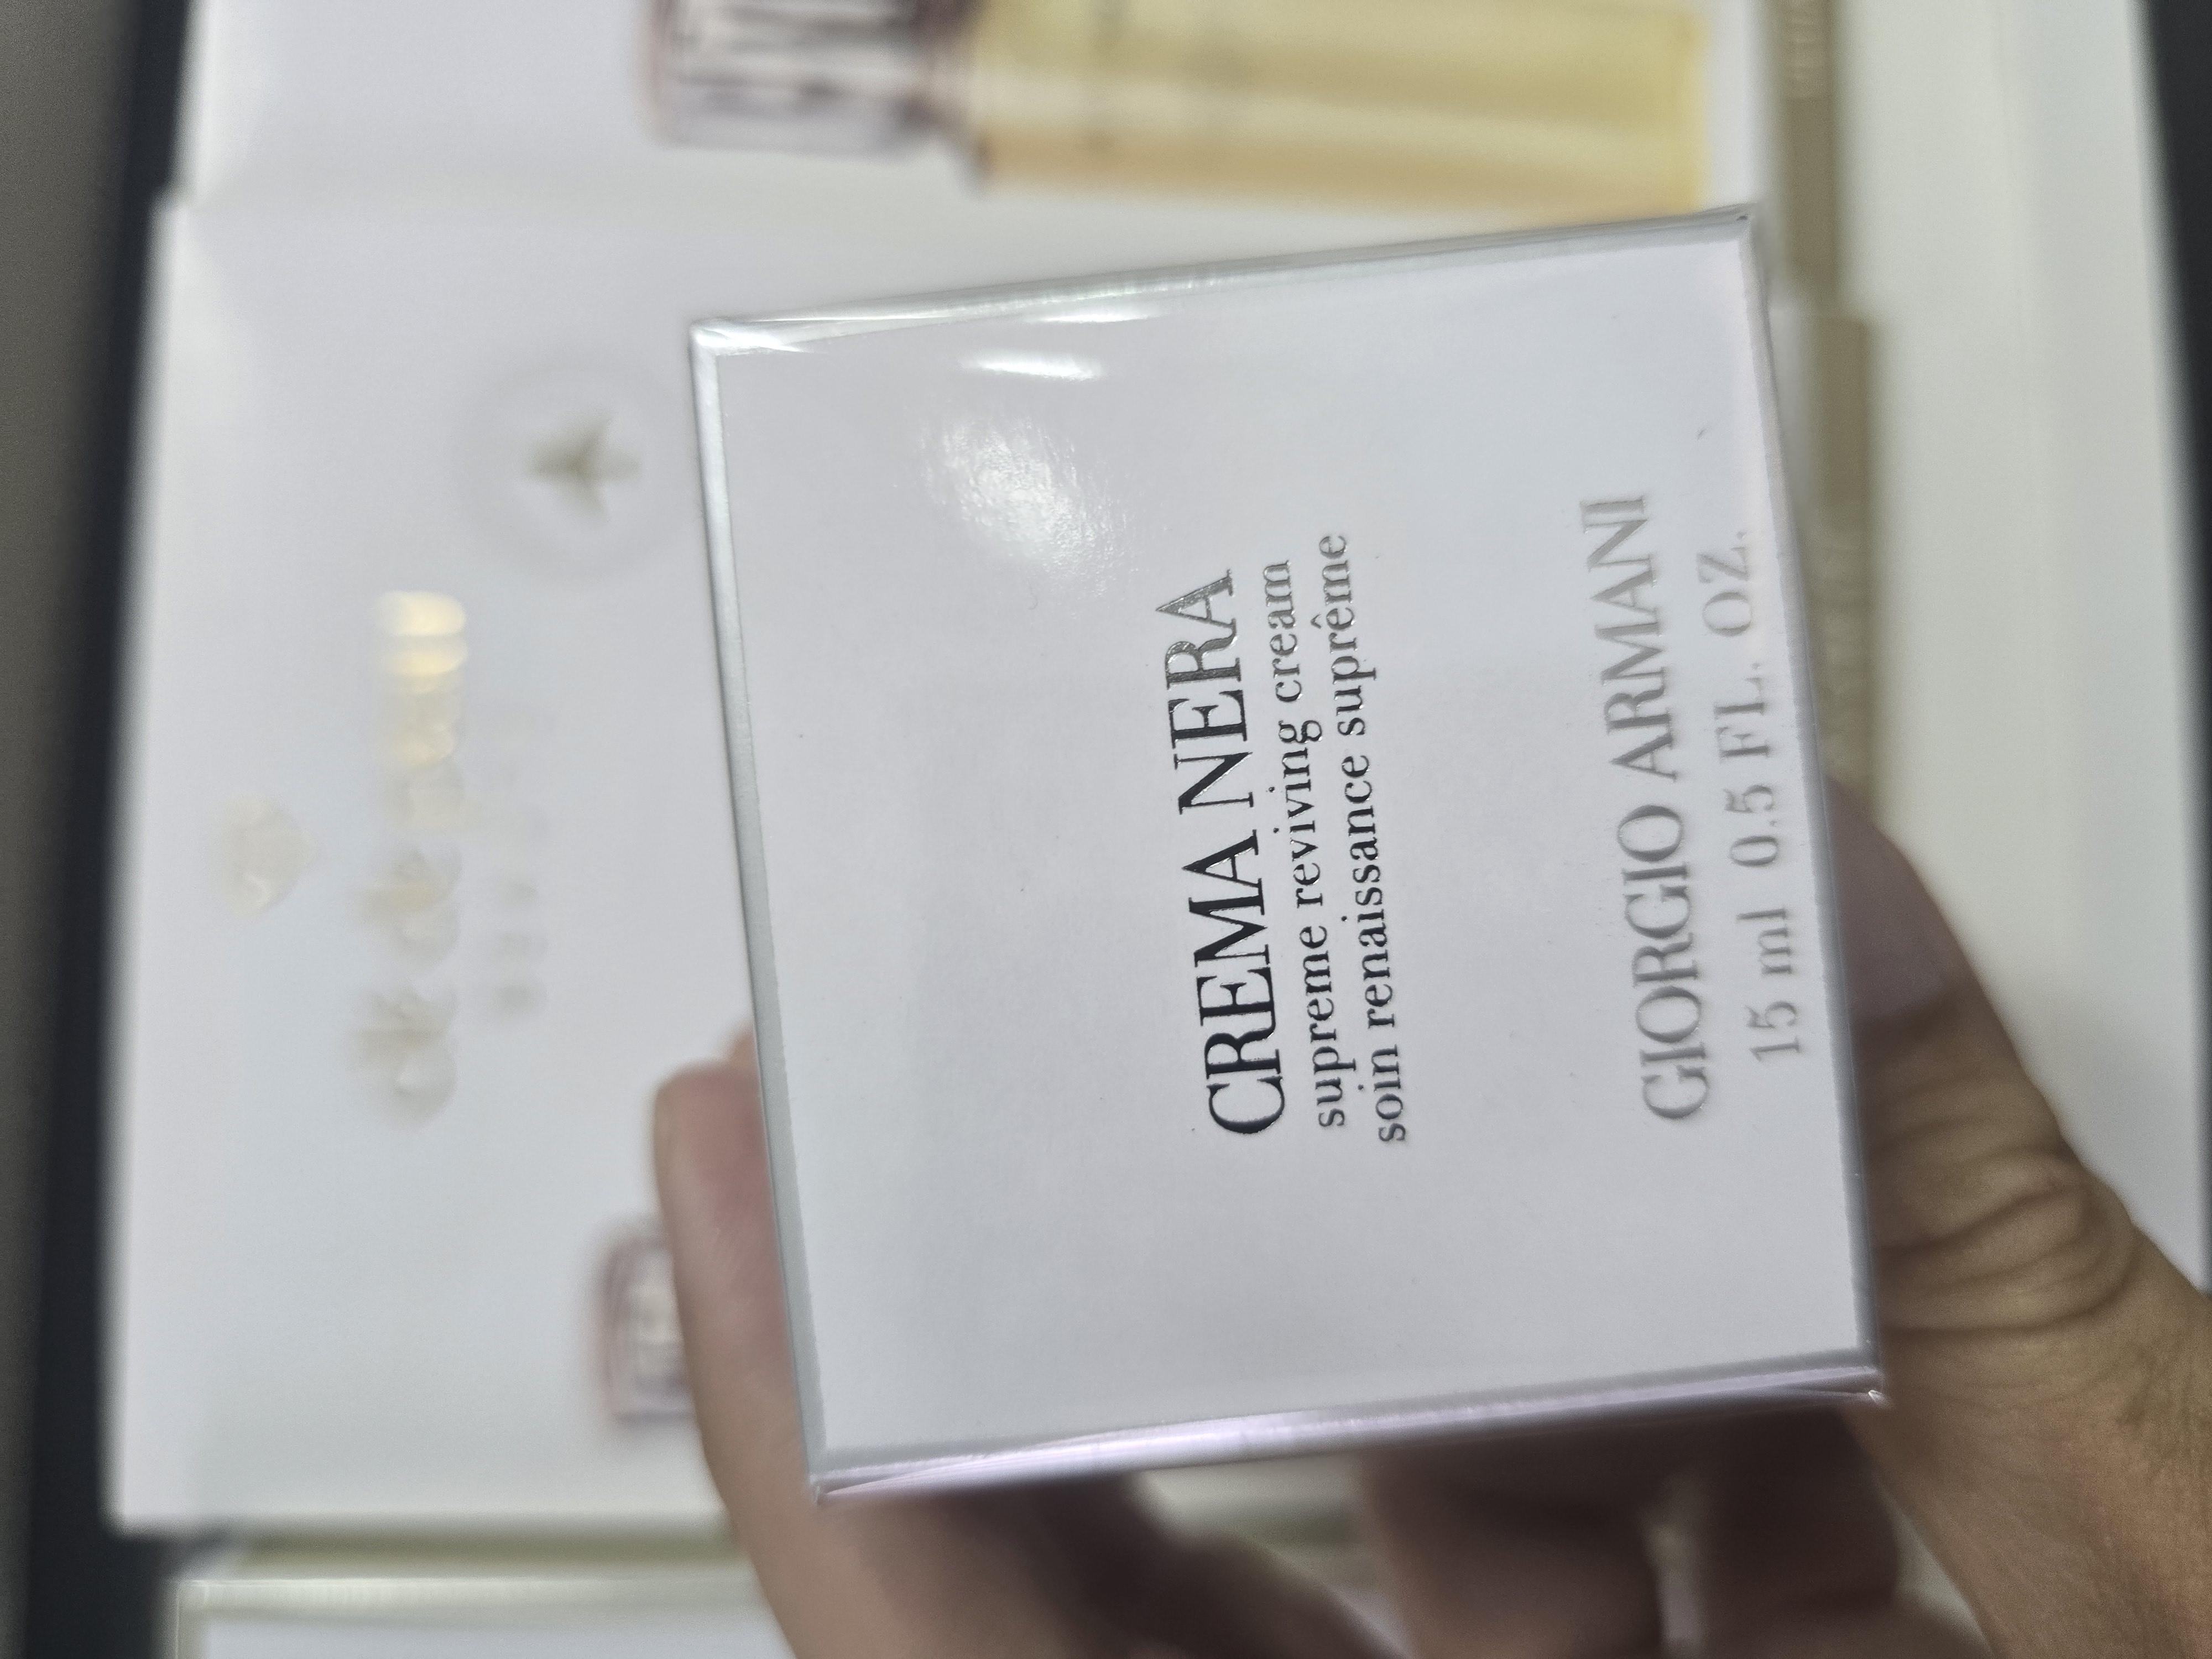 CREMA NERA
supreme reviving cream
soin renaissance suprême
GIORGIO ARMANI
15 ml 0.5 FL. OZ.